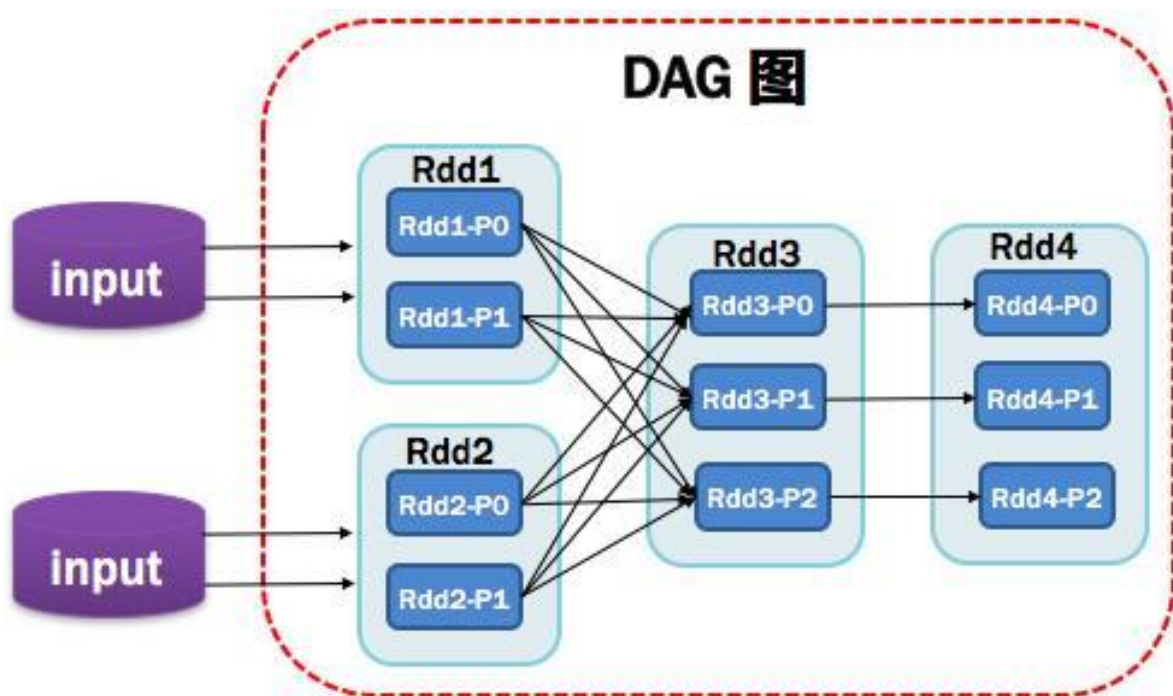 DAG 图
Rdd1
Rdd1-P0
Rdd1-P1
input
Rdd3
Rdd3-P0
Rdd3-P1
Rdd3-P2
Rdd4
Rdd4-P0
Rdd4-P1
Rdd4-P2
Rdd2
Rdd2-P0
Rdd2-P1
input